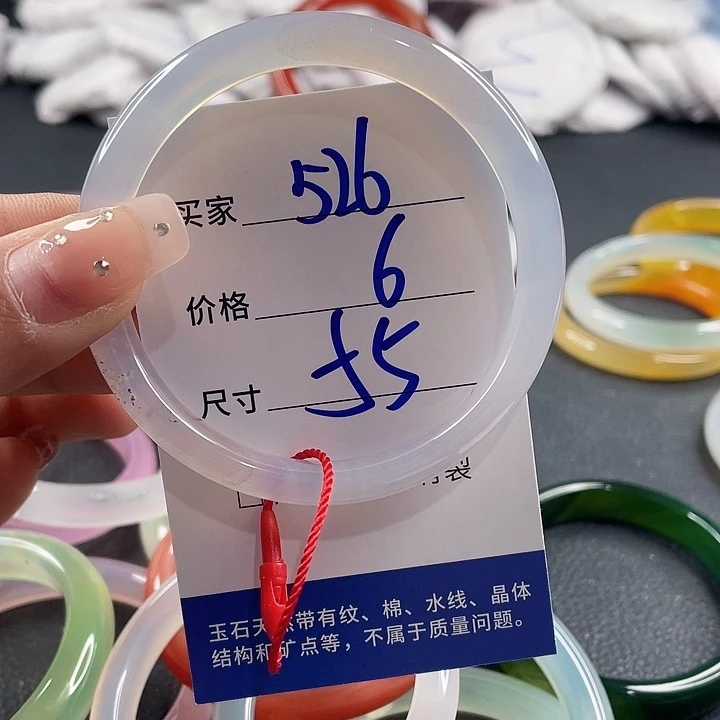 买家 526
价格 6
尺寸 55
裂
玉石天然带有纹、棉、水线、晶体
结构和矿点等，不属于质量问题。